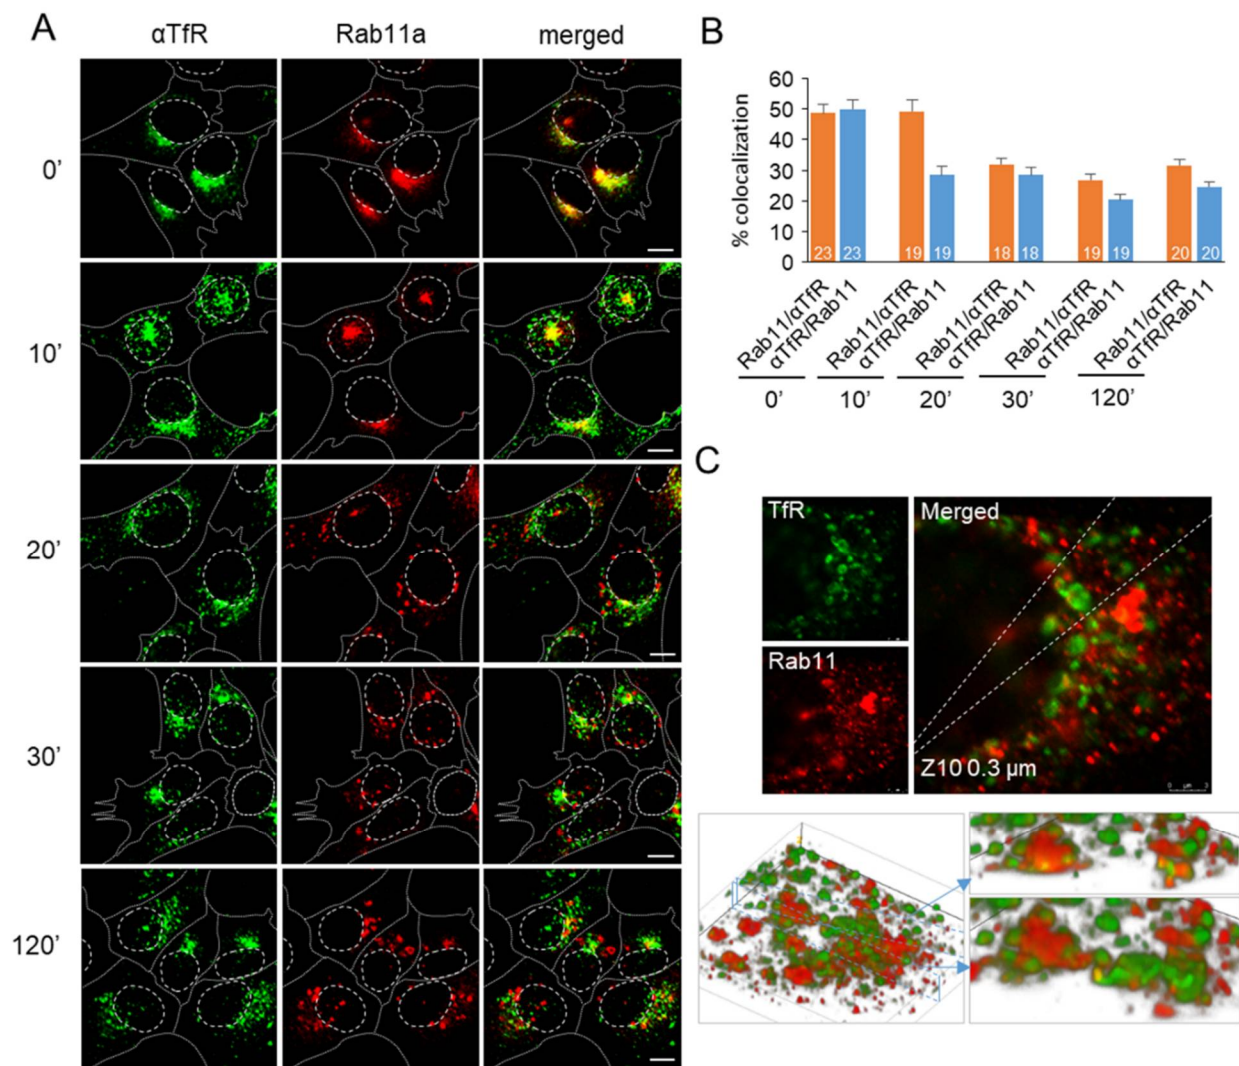 A
αTfR Rab11a merged
0’
10’
20’
30’
120’
B
% colocalization
60
50
40
30
20
10
0
23 23 19 19 18 18 19 19 20 20
Rab11/αTfR
αTfR/Rab11
Rab11/αTfR
αTfR/Rab11
Rab11/αTfR
αTfR/Rab11
Rab11/αTfR
αTfR/Rab11
Rab11/αTfR
αTfR/Rab11
0’ 10’ 20’ 30’ 120’
C
TfR
Merged
Rab11
Z10 0.3 µm
0 µm 3